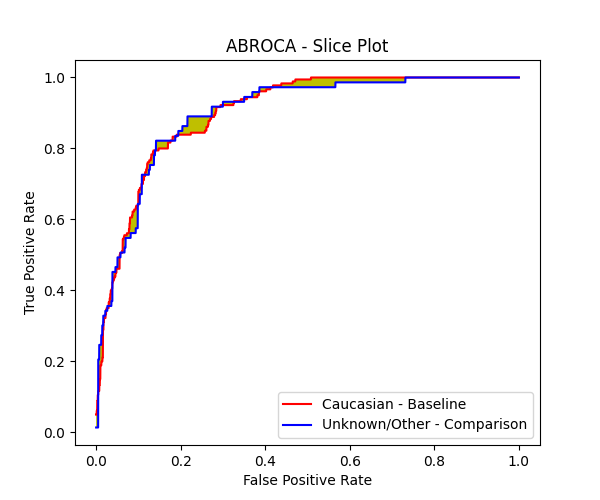 ABROCA - Slice Plot
True Positive Rate
1.0
0.8
0.6
0.4
0.2
0.0
0.0 0.2 0.4 0.6 0.8 1.0
False Positive Rate
Caucasian - Baseline
Unknown/Other - Comparison